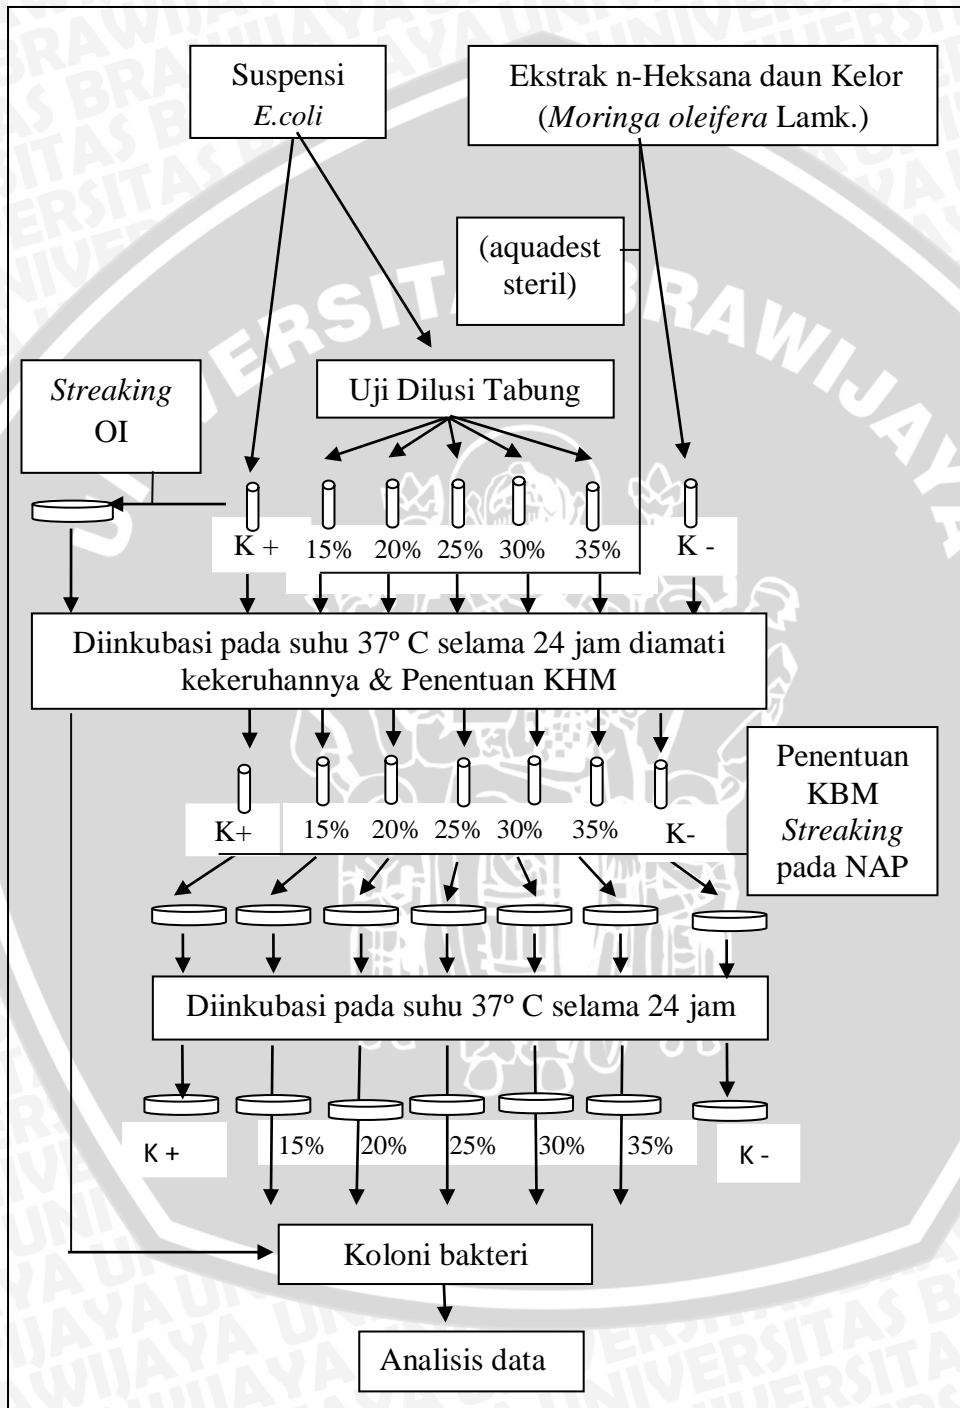 Suspensi
E.coli
Ekstrak n-Heksana daun Kelor
(Moringa oleifera Lamk.)
(aquadest
steril)
Streaking
OI
Uji Dilusi Tabung
K + 15% 20% 25% 30% 35% K -
Diinkubasi pada suhu 37º C selama 24 jam diamati
kekeruhannya & Penentuan KHM
K+ 15% 20% 25% 30% 35% K-
Penentuan
KBM
Streaking
pada NAP
Diinkubasi pada suhu 37º C selama 24 jam
K + 15% 20% 25% 30% 35% K -
Koloni bakteri
Analisis data
UNIVERSITAS BRAWIJAYA